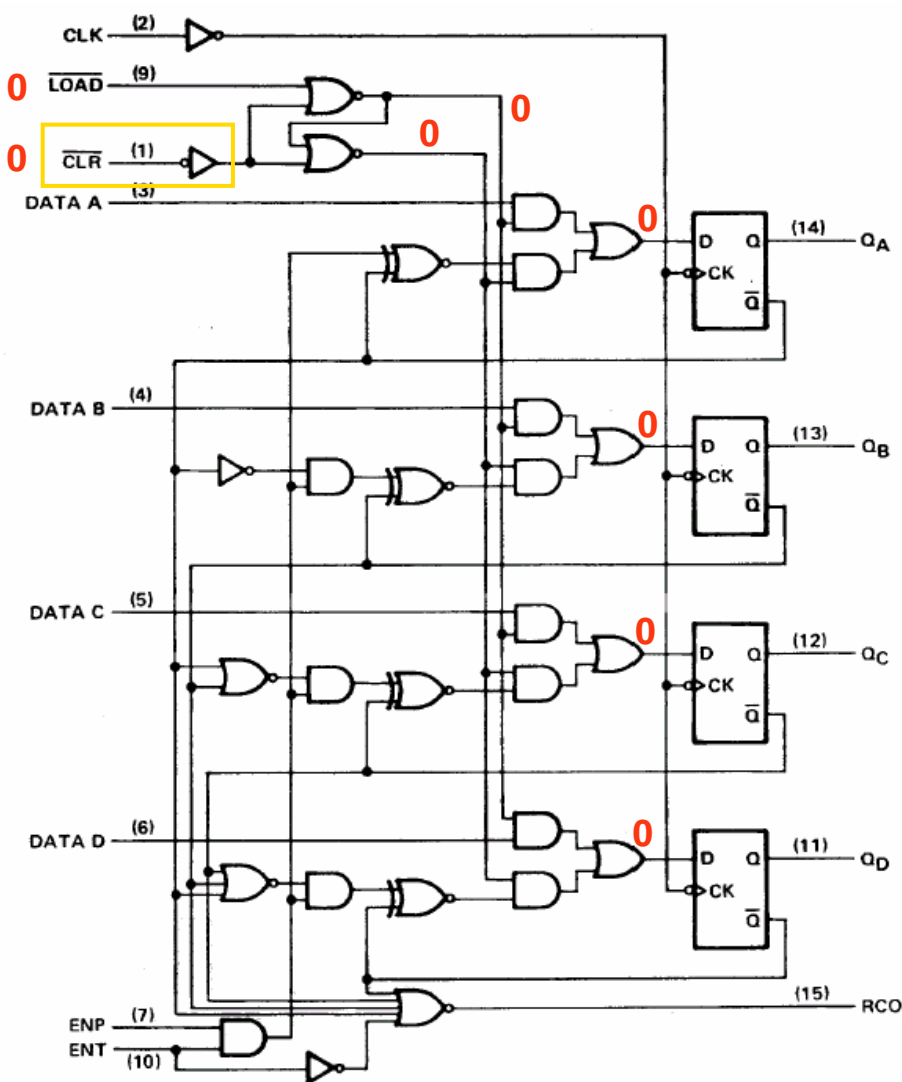 CLK (2)
0 LOAD (9)
0
0
0 CLR (1)
DATA A (3)
0
D Q (14) QA
CK
Q
DATA B (4)
0
D Q (13) QB
CK
Q
DATA C (5)
0
D Q (12) QC
CK
Q
DATA D (6)
0
D Q (11) QD
CK
Q
(15) RCO
ENP (7)
ENT (10)